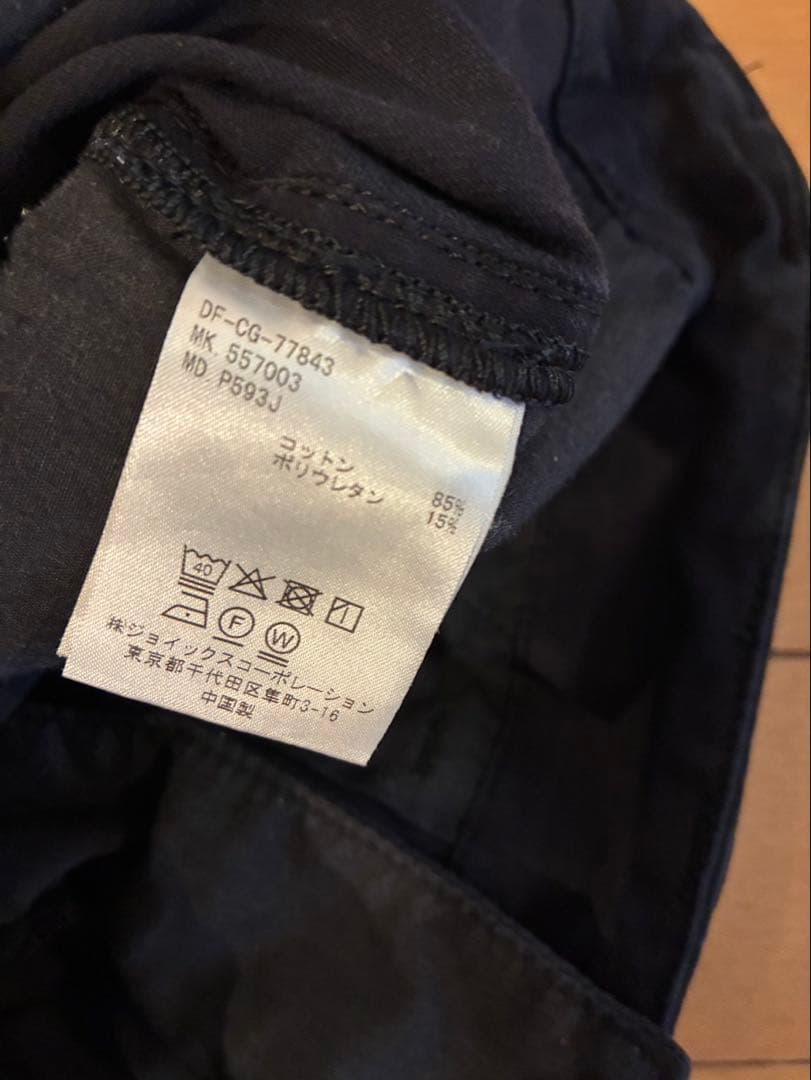 DF-CG-77843
MK. 557003
MD. P593J
コットン 85%
ポリウレタン 15%
40
F W
株)ジョイックスコーポレーション
東京都千代田区隼町3-16
中国製